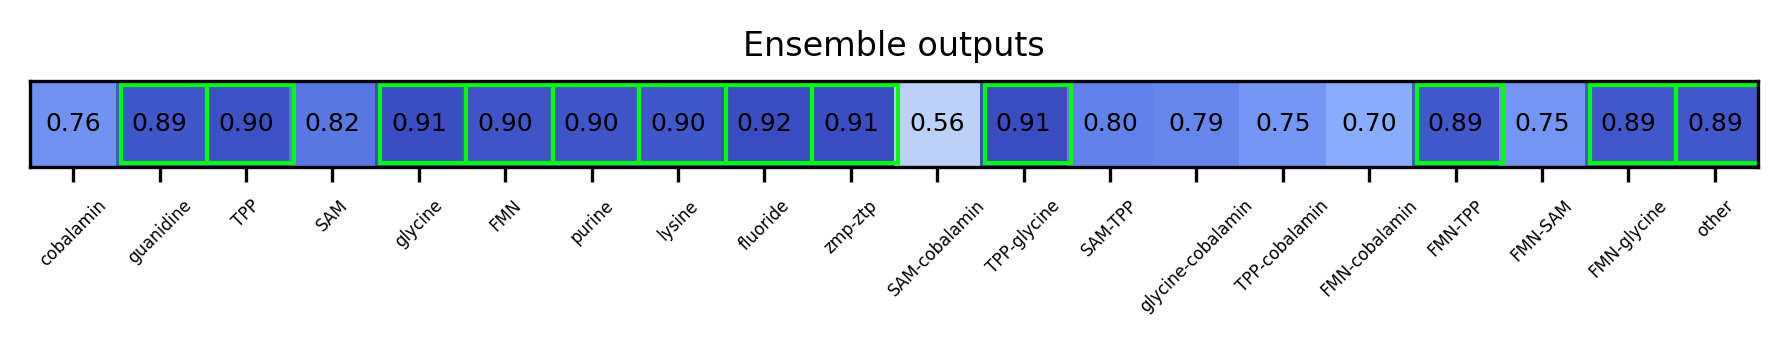 Ensemble outputs
0.76 0.89 0.90 0.82 0.91 0.90 0.90 0.90 0.92 0.91 0.56 0.91 0.80 0.79 0.75 0.70 0.89 0.75 0.89 0.89
cobalamin
guanidine
TPP
SAM
glycine
FMN
purine
lysine
fluoride
zmp-ztp
SAM-cobalamin
TPP-glycine
SAM-TPP
glycine-cobalamin
TPP-cobalamin
FMN-cobalamin
FMN-TPP
FMN-SAM
FMN-glycine
other